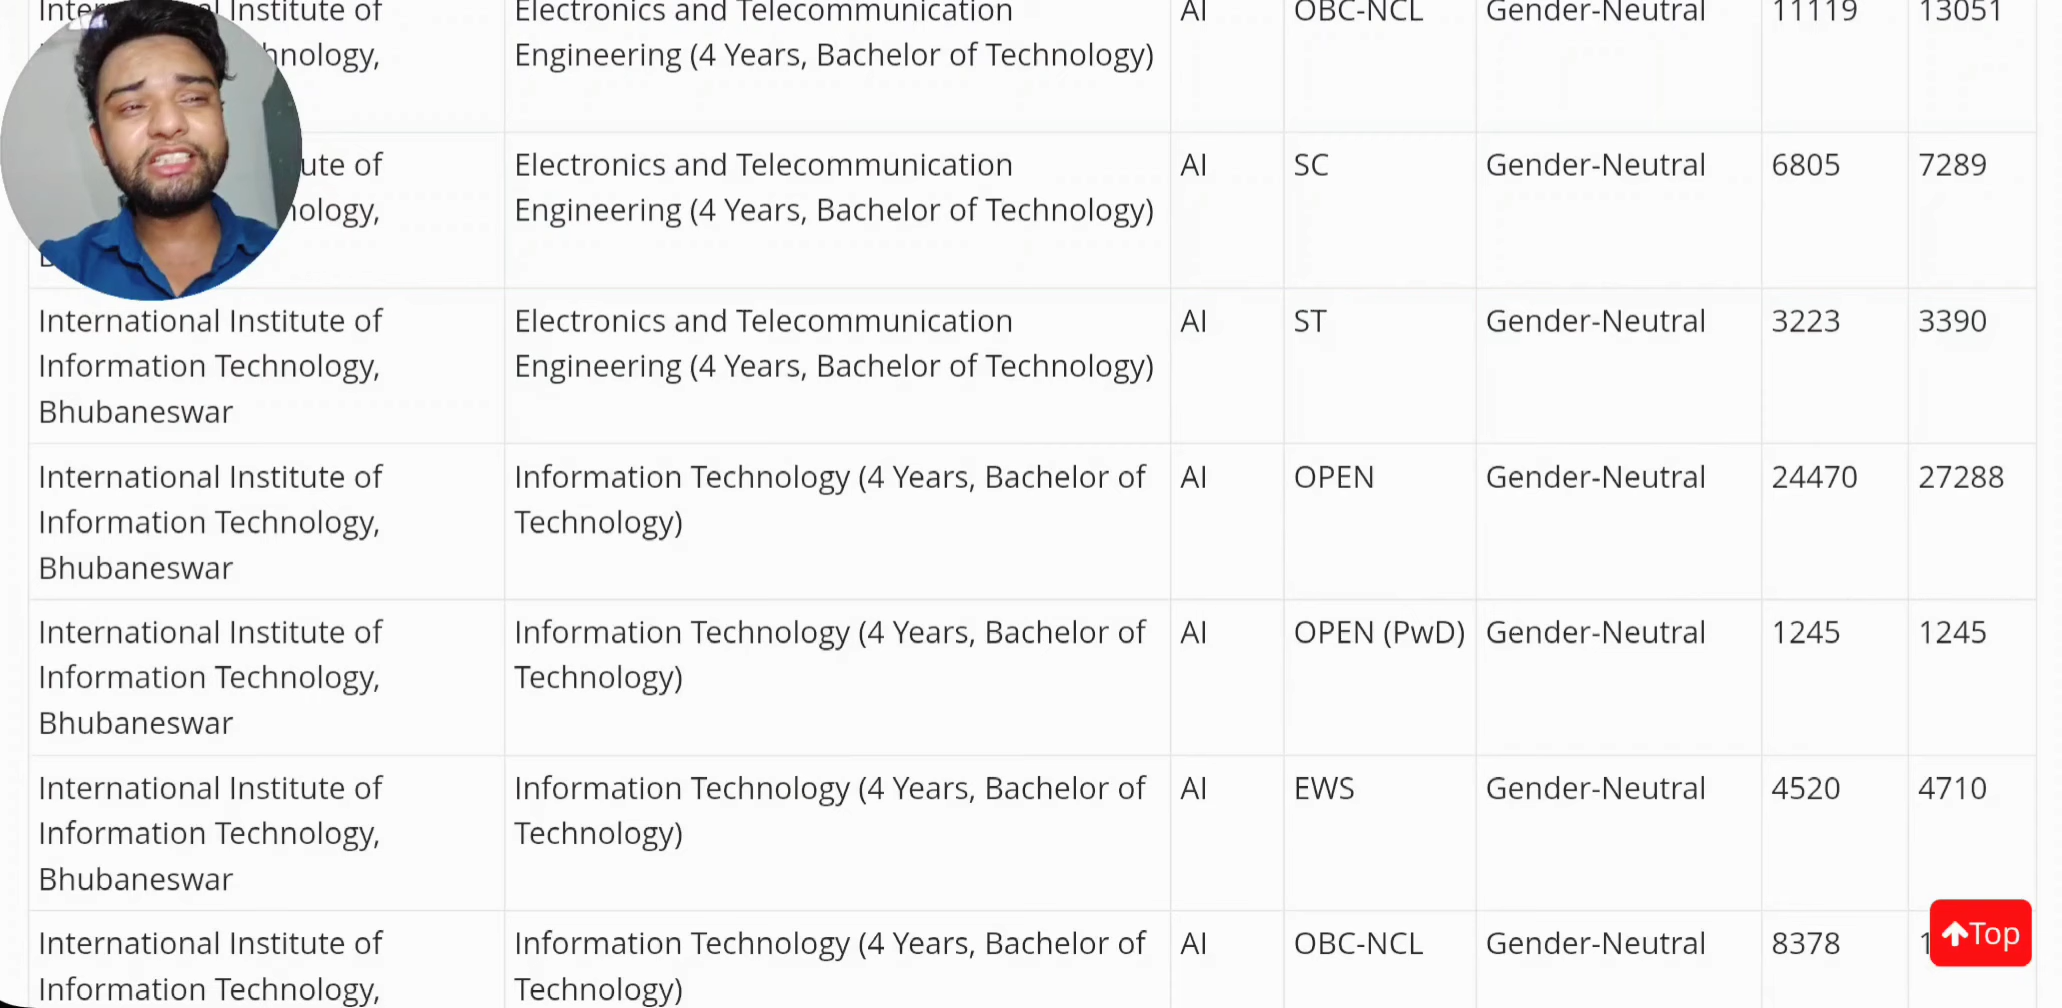 Institute of Electronics and Telecommunication AI OBC-NCL Gender-Neutral 11119 13051
Engineering (4 Years, Bachelor of Technology)
Electronics and Telecommunication AI SC Gender-Neutral 6805 7289
Engineering (4 Years, Bachelor of Technology)
International Institute of Electronics and Telecommunication AI ST Gender-Neutral 3223 3390
Information Technology, Engineering (4 Years, Bachelor of Technology)
Bhubaneswar
International Institute of Information Technology (4 Years, Bachelor of AI OPEN Gender-Neutral 24470 27288
Information Technology, Technology)
Bhubaneswar
International Institute of Information Technology (4 Years, Bachelor of AI OPEN (PwD) Gender-Neutral 1245 1245
Information Technology, Technology)
Bhubaneswar
International Institute of Information Technology (4 Years, Bachelor of AI EWS Gender-Neutral 4520 4710
Information Technology, Technology)
Bhubaneswar
International Institute of Information Technology (4 Years, Bachelor of AI OBC-NCL Gender-Neutral 8378
Information Technology, Technology)
Top